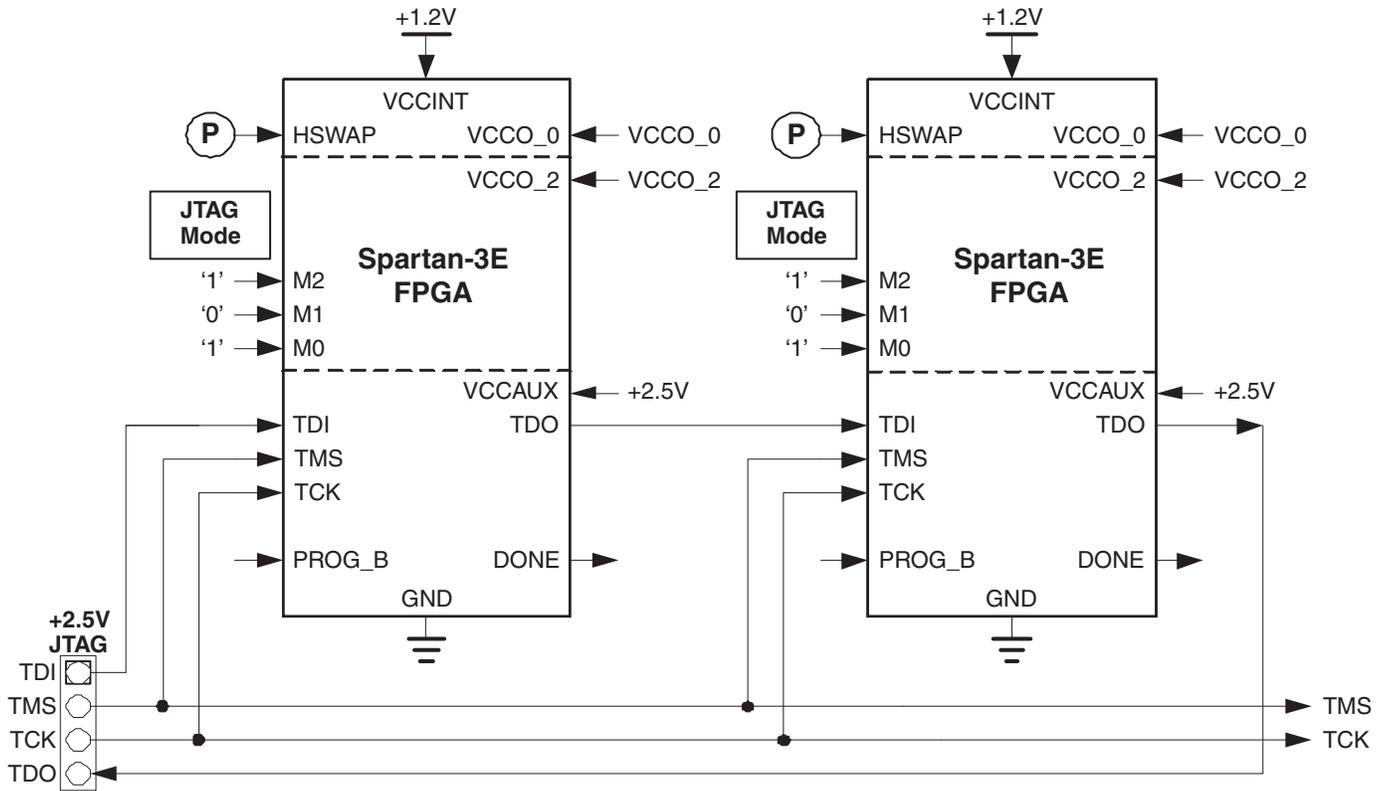 +1.2V
+1.2V
VCCINT
VCCINT
P
HSWAP
VCCO_0
VCCO_0
P
HSWAP
VCCO_0
VCCO_0
VCCO_2
VCCO_2
VCCO_2
VCCO_2
JTAG
Mode
JTAG
Mode
Spartan-3E
FPGA
Spartan-3E
FPGA
‘1’
M2
‘1’
M2
‘0’
M1
‘0’
M1
‘1’
M0
‘1’
M0
VCCAUX
+2.5V
VCCAUX
+2.5V
TDI
TDO
TDI
TDO
TMS
TMS
TCK
TCK
PROG_B
DONE
PROG_B
DONE
GND
GND
+2.5V
JTAG
TDI
TMS
TMS
TCK
TCK
TDO